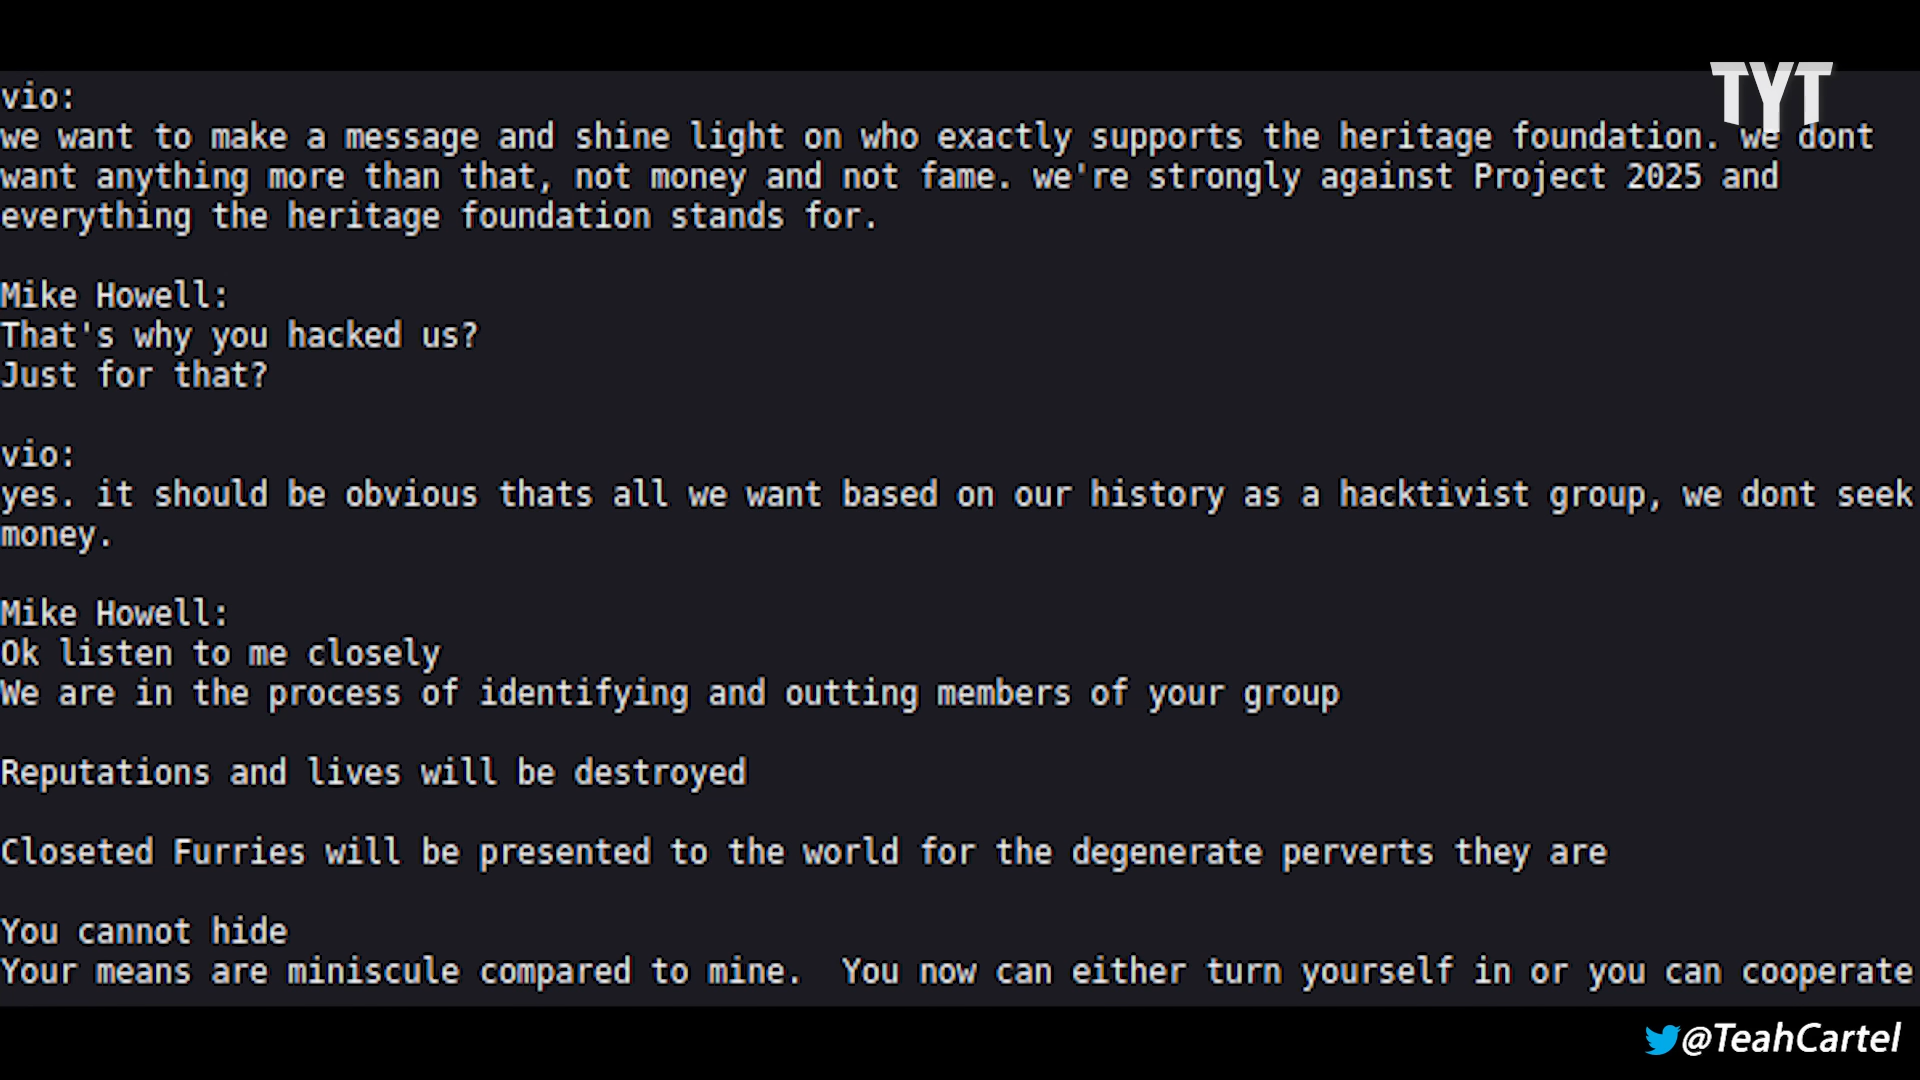 TYT
vio:
we want to make a message and shine light on who exactly supports the heritage foundation. we dont
want anything more than that, not money and not fame. we're strongly against Project 2025 and
everything the heritage foundation stands for.
Mike Howell:
That's why you hacked us?
Just for that?
vio:
yes. it should be obvious thats all we want based on our history as a hacktivist group, we dont seek
money.
Mike Howell:
Ok listen to me closely
We are in the process of identifying and outting members of your group
Reputations and lives will be destroyed
Closeted Furries will be presented to the world for the degenerate perverts they are
You cannot hide
Your means are miniscule compared to mine.  You now can either turn yourself in or you can cooperate
@TeahCartel